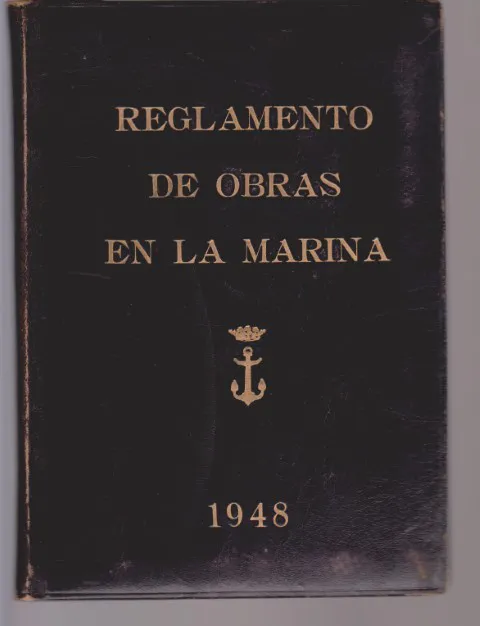 REGLAMENTO
DE OBRAS
EN LA MARINA
1948